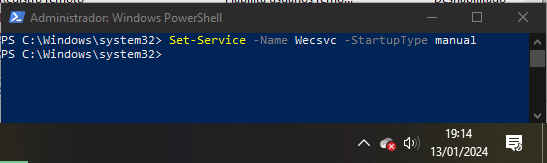 Administrador: Windows PowerShell
PS C:\Windows\system32> Set-Service -Name Wecsvc -StartupType manual
PS C:\Windows\system32>
19:14
13/01/2024